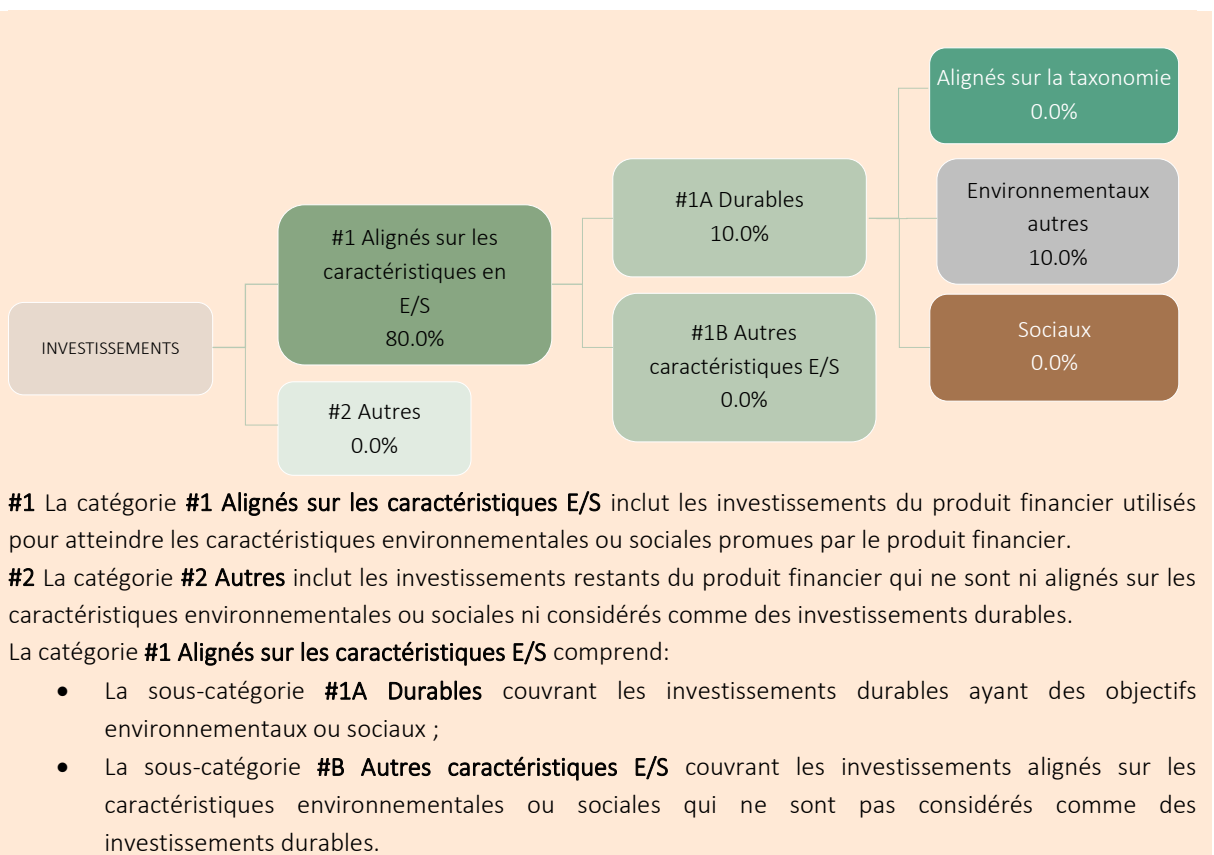 INVESTISSEMENTS
#1 Alignés sur les
caractéristiques en
E/S
80.0%
#2 Autres
0.0%
#1A Durables
10.0%
#1B Autres
caractéristiques E/S
0.0%
Alignés sur la taxonomie
0.0%
Environnementaux
autres
10.0%
Sociaux
0.0%
#1 La catégorie #1 Alignés sur les caractéristiques E/S inclut les investissements du produit financier utilisés
pour atteindre les caractéristiques environnementales ou sociales promues par le produit financier.
#2 La catégorie #2 Autres inclut les investissements restants du produit financier qui ne sont ni alignés sur les
caractéristiques environnementales ou sociales ni considérés comme des investissements durables.
La catégorie #1 Alignés sur les caractéristiques E/S comprend:
• La sous-catégorie #1A Durables couvrant les investissements durables ayant des objectifs
environnementaux ou sociaux ;
• La sous-catégorie #B Autres caractéristiques E/S couvrant les investissements alignés sur les
caractéristiques environnementales ou sociales qui ne sont pas considérés comme des
investissements durables.